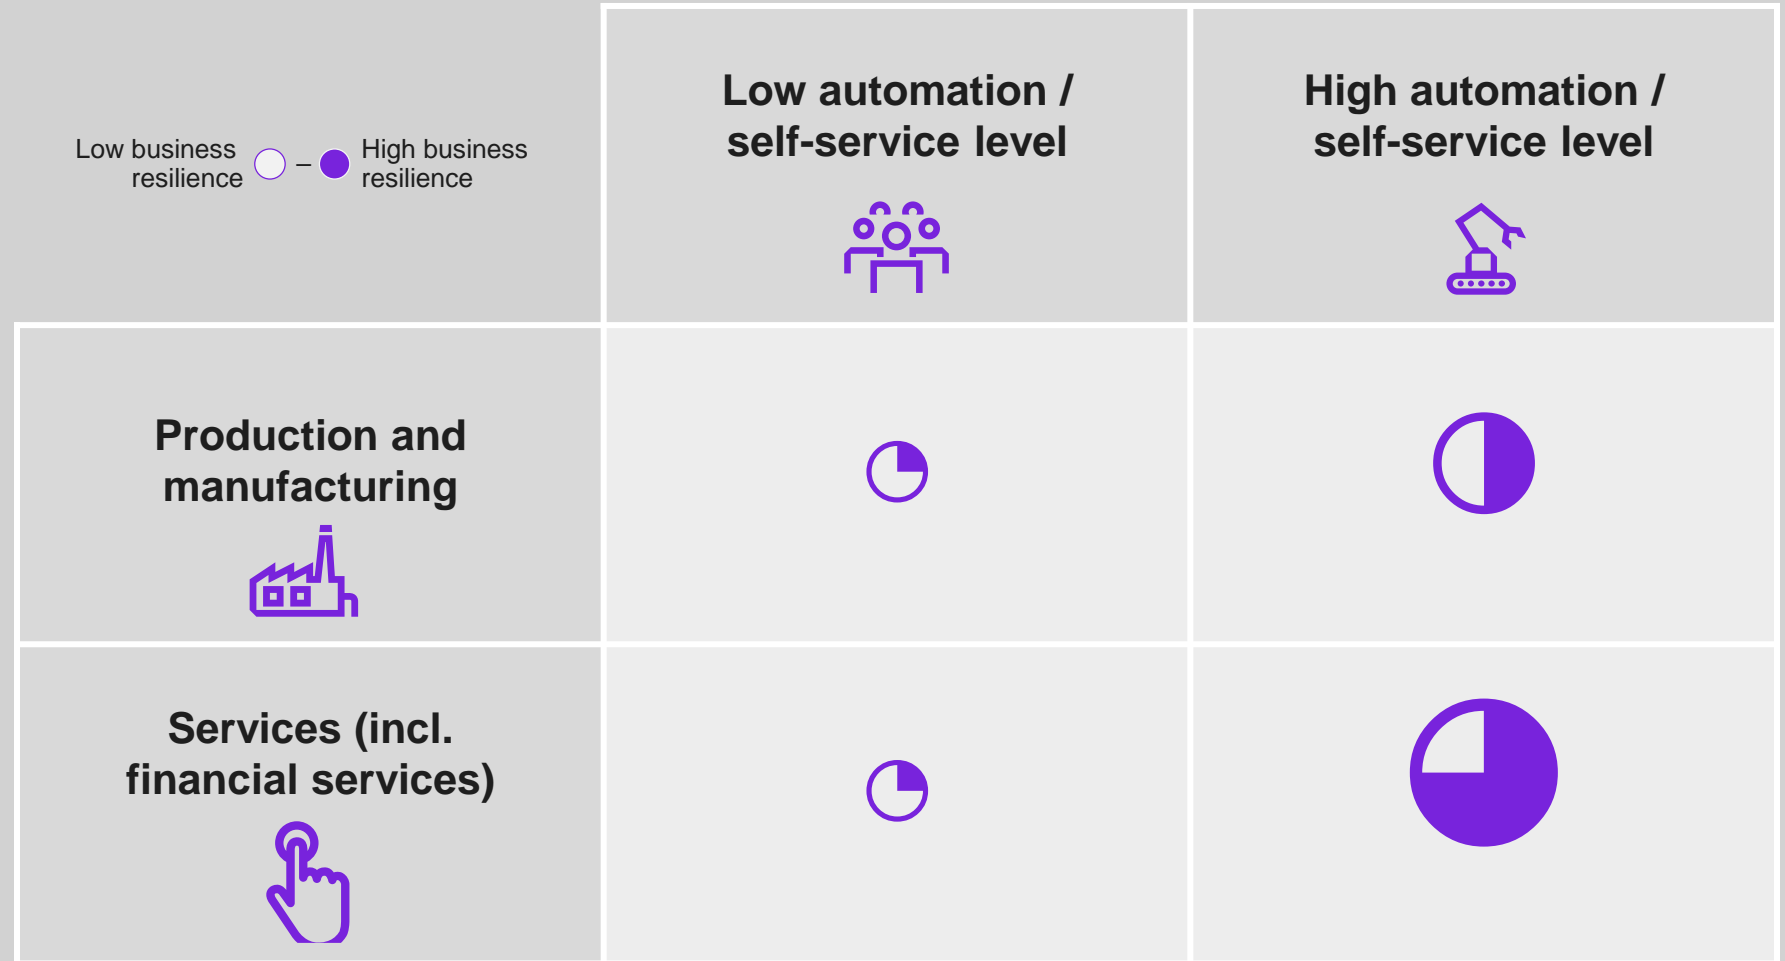 Low business
resilience
–
High business
resilience
Low automation /
self-service level
High automation /
self-service level
Production and
manufacturing
Services (incl.
financial services)